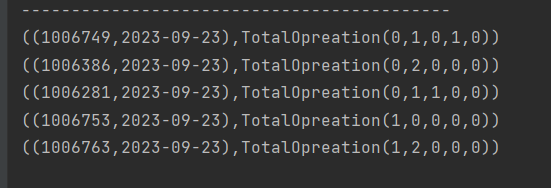 -------------------------------------------
((1006749,2023-09-23),TotalOpreation(0,1,0,1,0))
((1006386,2023-09-23),TotalOpreation(0,2,0,0,0))
((1006281,2023-09-23),TotalOpreation(0,1,1,0,0))
((1006753,2023-09-23),TotalOpreation(1,0,0,0,0))
((1006763,2023-09-23),TotalOpreation(1,2,0,0,0))